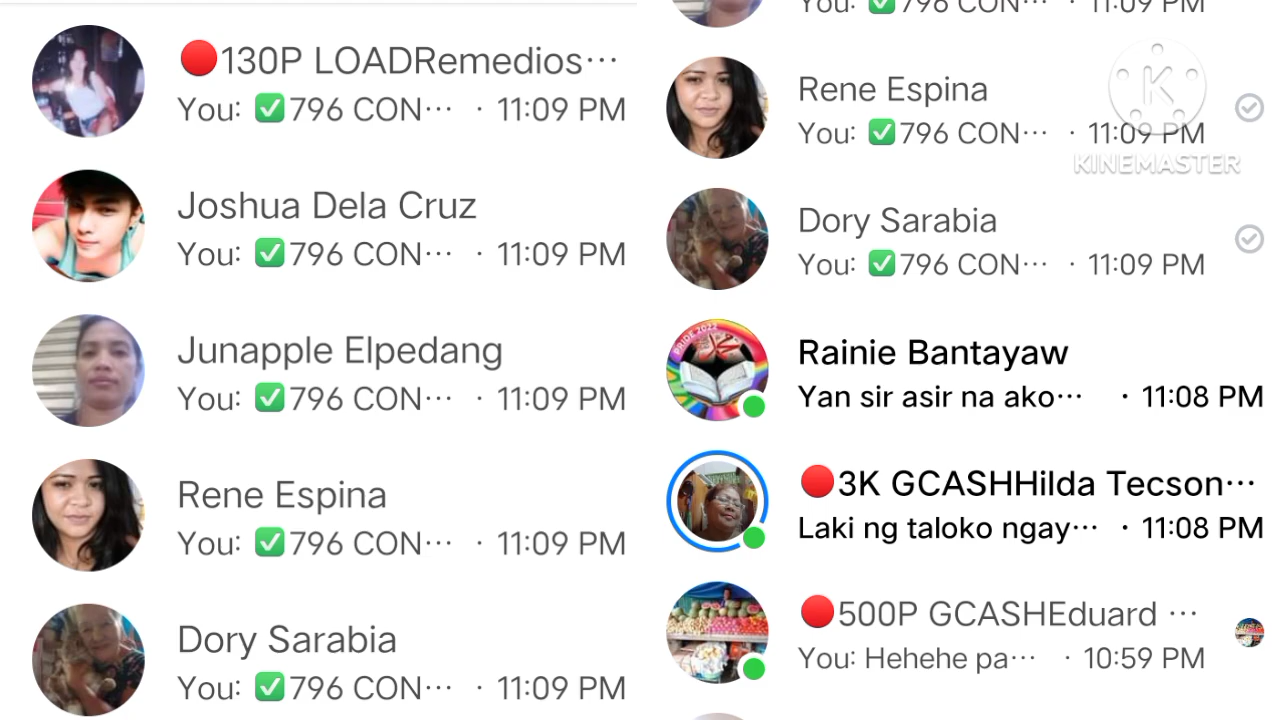 🔴130P LOADRemedios...
You: ✅796 CON... · 11:09 PM
Joshua Dela Cruz
You: ✅796 CON... · 11:09 PM
Junapple Elpedang
You: ✅796 CON... · 11:09 PM
Rene Espina
You: ✅796 CON... · 11:09 PM
Dory Sarabia
You: ✅796 CON... · 11:09 PM
You: ✅796 CON... · 11:09 PM
Rene Espina
You: ✅796 CON... · 11:09 PM
K
KINEMASTER
Dory Sarabia
You: ✅796 CON... · 11:09 PM
PRIDE 2022
Rainie Bantayaw
Yan sir asir na ako... · 11:08 PM
🔴3K GCASHHilda Tecson...
Laki ng taloko ngay... · 11:08 PM
🔴500P GCASHEduard ...
You: Hehehe pa... · 10:59 PM